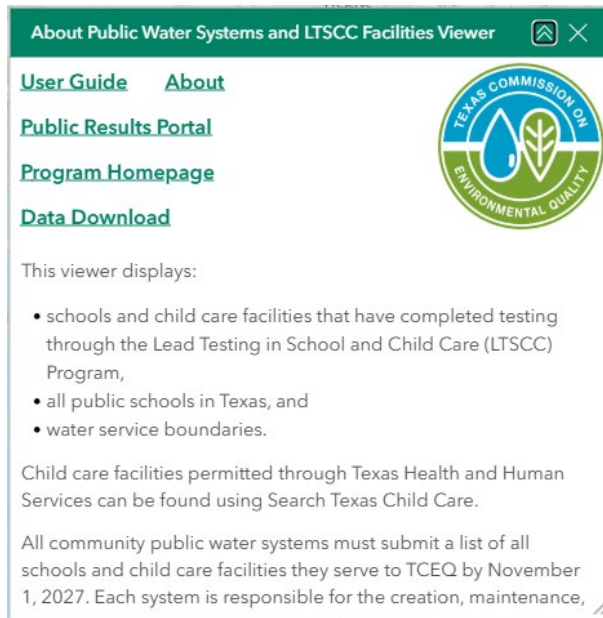 About Public Water Systems and LTSCC Facilities Viewer
User Guide About
Public Results Portal
Program Homepage
Data Download
TEXAS COMMISSION ON
ENVIRONMENTAL QUALITY
This viewer displays:
• schools and child care facilities that have completed testing
through the Lead Testing in School and Child Care (LTSCC)
Program,
• all public schools in Texas, and
• water service boundaries.
Child care facilities permitted through Texas Health and Human
Services can be found using Search Texas Child Care.
All community public water systems must submit a list of all
schools and child care facilities they serve to TCEQ by November
1, 2027. Each system is responsible for the creation, maintenance,